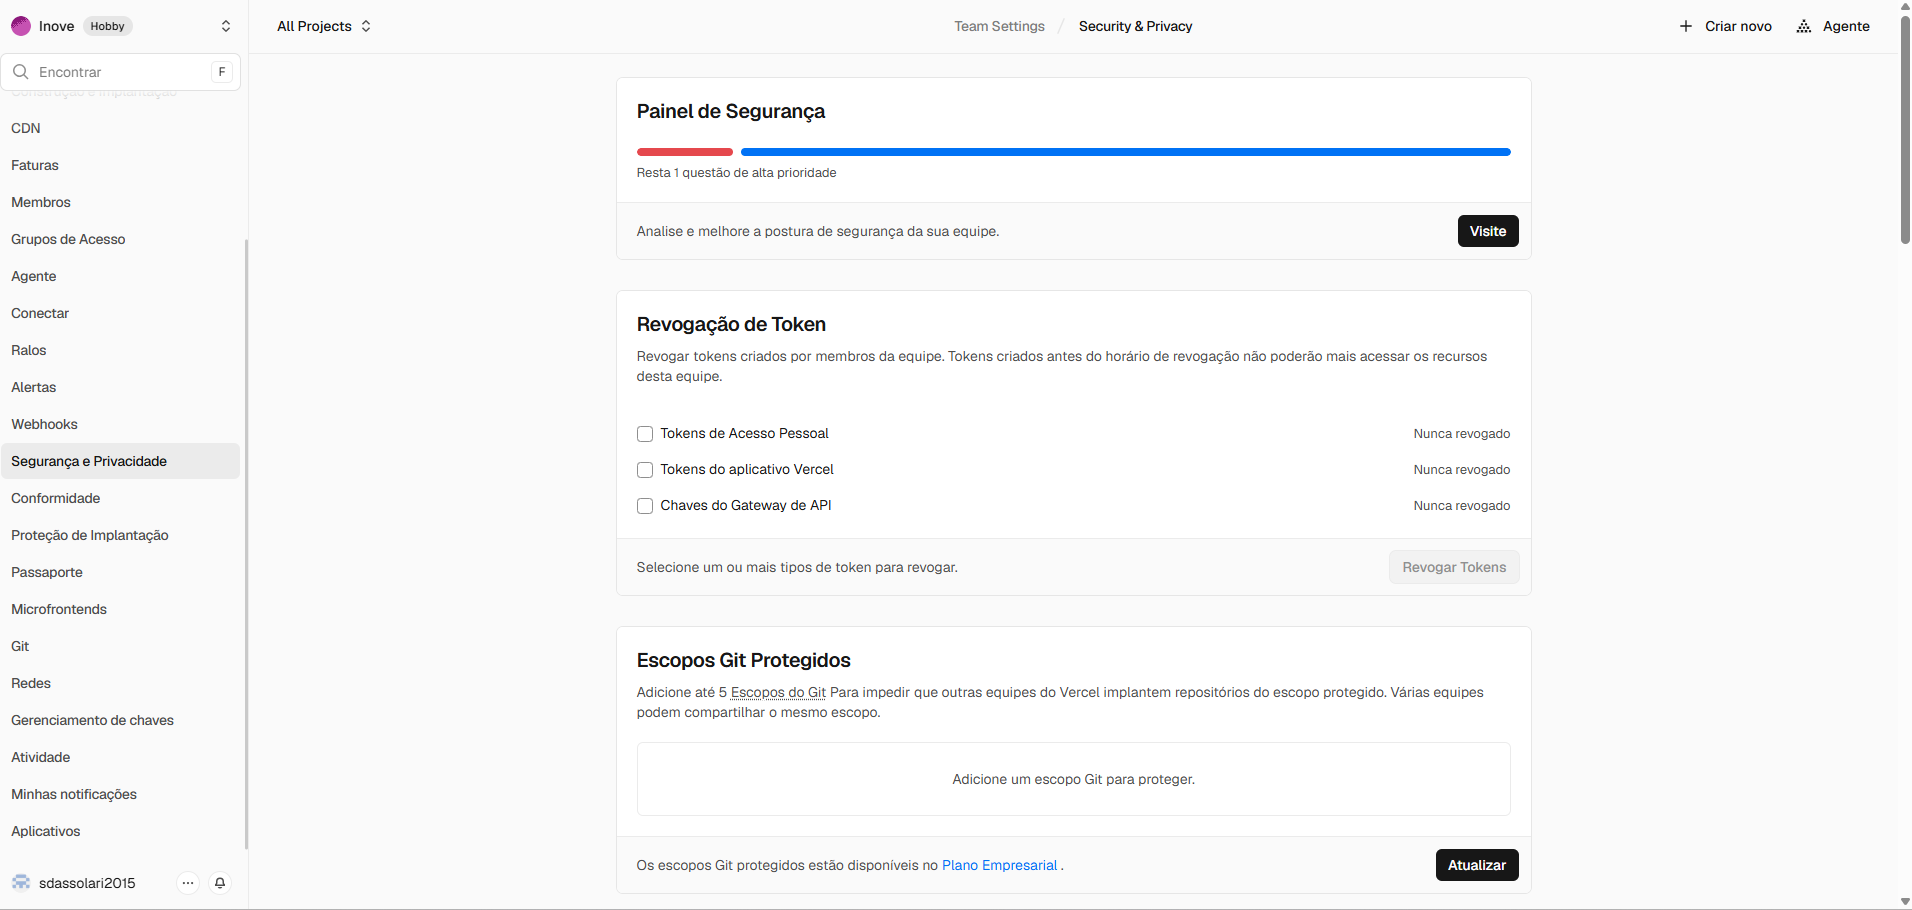 Inove Hobby
Encontrar F
Construção e Implantação
CDN
Faturas
Membros
Grupos de Acesso
Agente
Conectar
Ralos
Alertas
Webhooks
Segurança e Privacidade
Conformidade
Proteção de Implantação
Passaporte
Microfrontends
Git
Redes
Gerenciamento de chaves
Atividade
Minhas notificações
Aplicativos
sdassolari2015
All Projects
Team Settings / Security & Privacy
Criar novo
Agente
Painel de Segurança
Resta 1 questão de alta prioridade
Analise e melhore a postura de segurança da sua equipe.
Visite
Revogação de Token
Revogar tokens criados por membros da equipe. Tokens criados antes do horário de revogação não poderão mais acessar os recursos
desta equipe.
Tokens de Acesso Pessoal Nunca revogado
Tokens do aplicativo Vercel Nunca revogado
Chaves do Gateway de API Nunca revogado
Selecione um ou mais tipos de token para revogar.
Revogar Tokens
Escopos Git Protegidos
Adicione até 5 Escopos do Git Para impedir que outras equipes do Vercel implantem repositórios do escopo protegido. Várias equipes
podem compartilhar o mesmo escopo.
Adicione um escopo Git para proteger.
Os escopos Git protegidos estão disponíveis no Plano Empresarial .
Atualizar